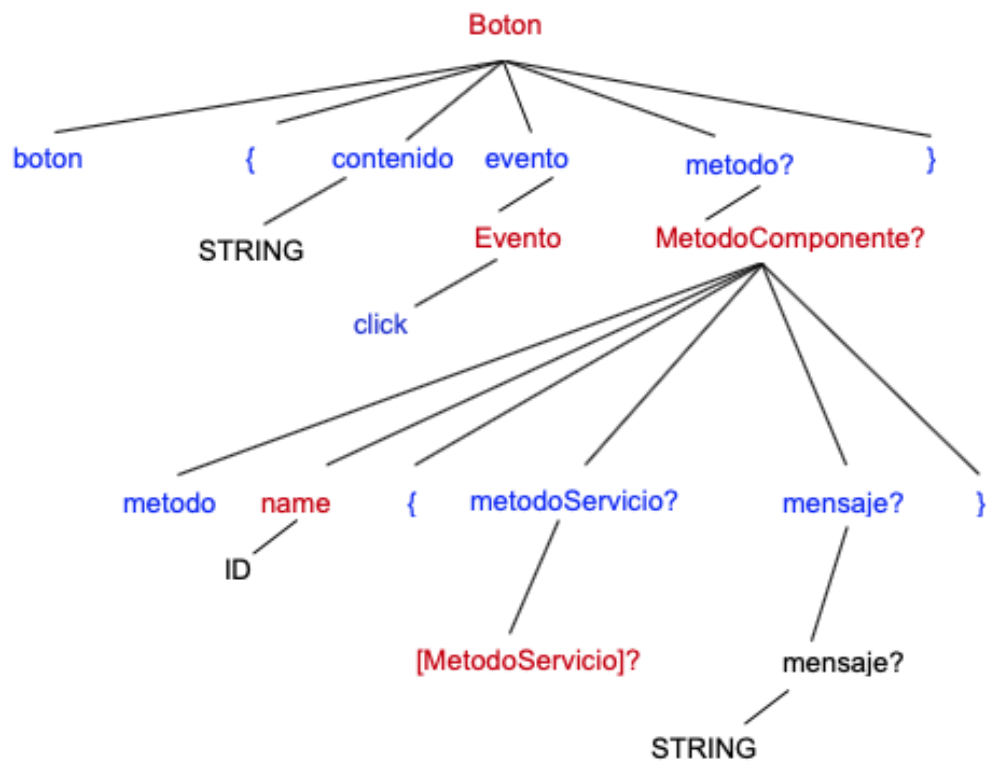 Boton
boton { contenido evento metodo? }
STRING Evento MetodoComponente?
click
metodo name { metodoServicio? mensaje? }
ID
[MetodoServicio]? mensaje?
STRING